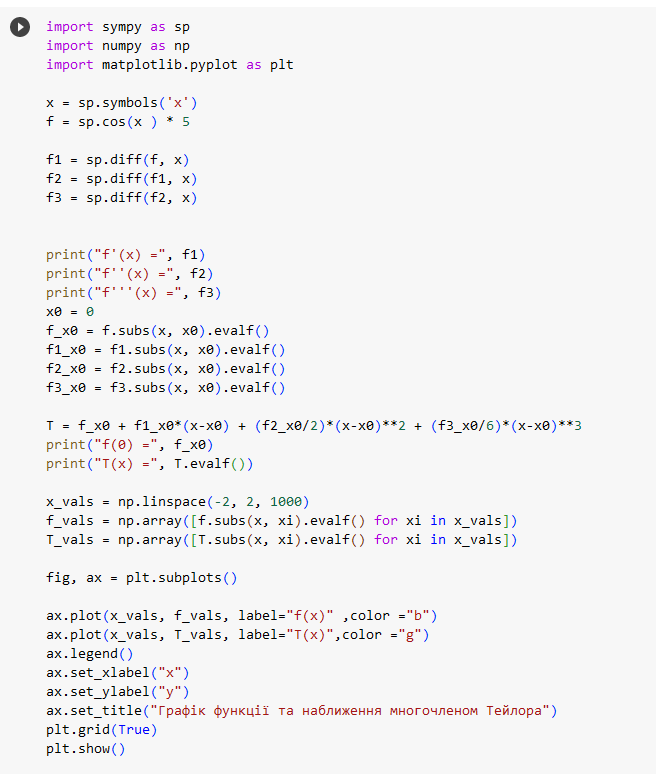 import sympy as sp
import numpy as np
import matplotlib.pyplot as plt
x = sp.symbols('x')
f = sp.cos(x ) * 5
f1 = sp.diff(f, x)
f2 = sp.diff(f1, x)
f3 = sp.diff(f2, x)
print("f'(x) =", f1)
print("f''(x) =", f2)
print("f'''(x) =", f3)
x0 = 0
f_x0 = f.subs(x, x0).evalf()
f1_x0 = f1.subs(x, x0).evalf()
f2_x0 = f2.subs(x, x0).evalf()
f3_x0 = f3.subs(x, x0).evalf()
T = f_x0 + f1_x0*(x-x0) + (f2_x0/2)*(x-x0)**2 + (f3_x0/6)*(x-x0)**3
print("f(0) =", f_x0)
print("T(x) =", T.evalf())
x_vals = np.linspace(-2, 2, 1000)
f_vals = np.array([f.subs(x, xi).evalf() for xi in x_vals])
T_vals = np.array([T.subs(x, xi).evalf() for xi in x_vals])
fig, ax = plt.subplots()
ax.plot(x_vals, f_vals, label="f(x)" ,color ="b")
ax.plot(x_vals, T_vals, label="T(x)",color ="g")
ax.legend()
ax.set_xlabel("x")
ax.set_ylabel("y")
ax.set_title("Графік функції та наближення многочленом Тейлора")
plt.grid(True)
plt.show()